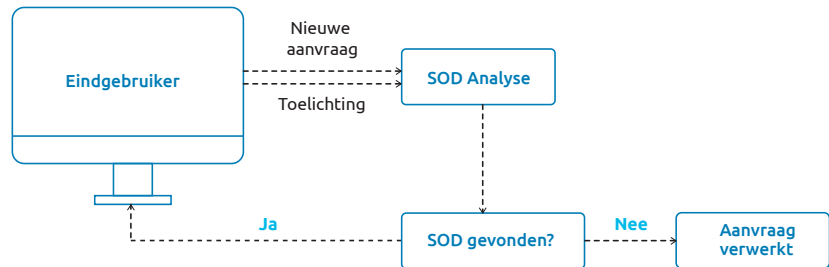 Nieuwe
aanvraag
Eindgebruiker
SOD Analyse
Toelichting
Ja
SOD gevonden?
Nee
Aanvraag
verwerkt